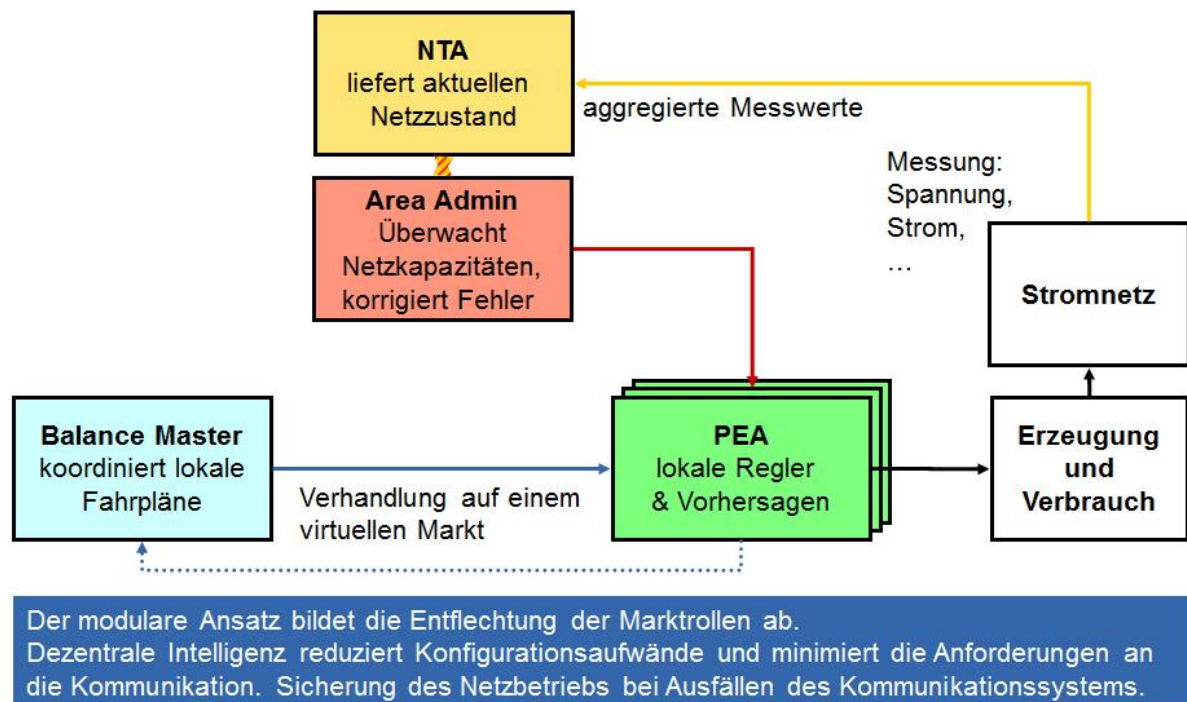 NTA
liefert aktuellen
Netzzustand
aggregierte Messwerte
Messung:
Spannung,
Strom,
...
Area Admin
Überwacht
Netzkapazitäten,
korrigiert Fehler
Stromnetz
Balance Master
koordiniert lokale
Fahrpläne
Verhandlung auf einem
virtuellen Markt
PEA
lokale Regler
& Vorhersagen
Erzeugung
und
Verbrauch
Der modulare Ansatz bildet die Entflechtung der Marktrollen ab.
Dezentrale Intelligenz reduziert Konfigurationsaufwände und minimiert die Anforderungen an
die Kommunikation. Sicherung des Netzbetriebs bei Ausfällen des Kommunikationssystems.